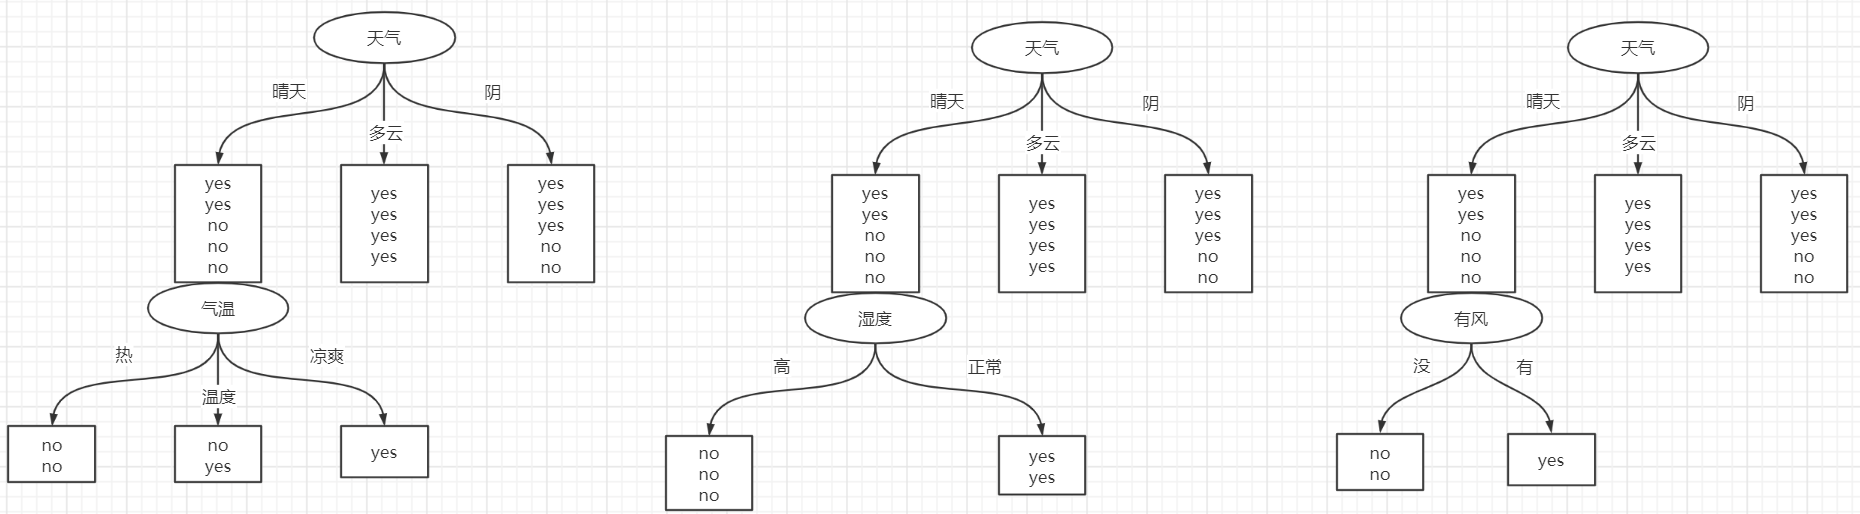 天气
晴天
多云
阴
yes
yes
no
no
no
yes
yes
yes
yes
yes
yes
yes
no
no
气温
热
温度
凉爽
no
no
no
yes
yes
天气
晴天
多云
阴
yes
yes
no
no
no
yes
yes
yes
yes
yes
yes
yes
no
no
湿度
高
正常
no
no
no
yes
yes
天气
晴天
多云
阴
yes
yes
no
no
no
yes
yes
yes
yes
yes
yes
yes
no
no
有风
没
有
no
no
yes